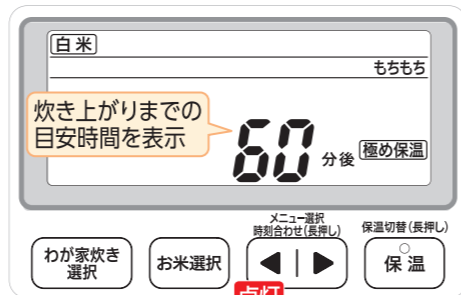 白米
もちもち
炊き上がりまでの
目安時間を表示
60 分後 極め保温
メニュー選択
時刻合わせ(長押し)
保温切替(長押し)
わが家炊き
選択
お米選択
◀ | ▶
保温
点灯